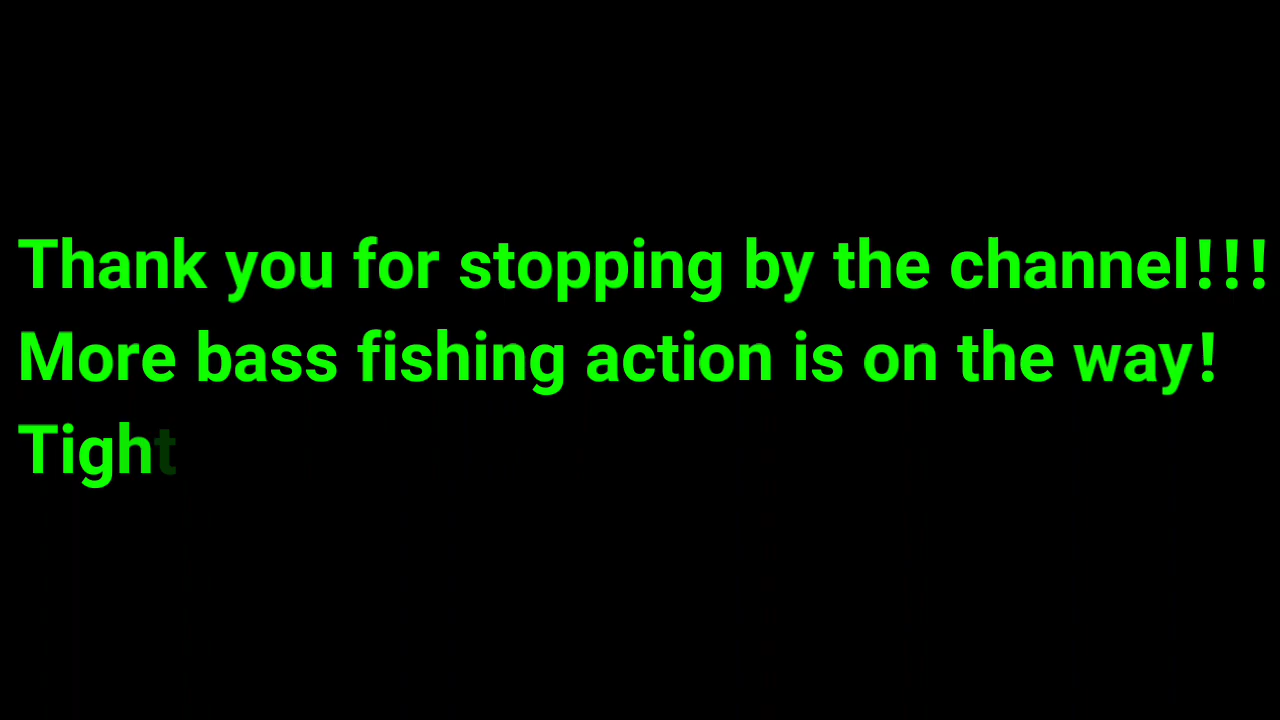 Thank you for stopping by the channel!!!
More bass fishing action is on the way!
Tight